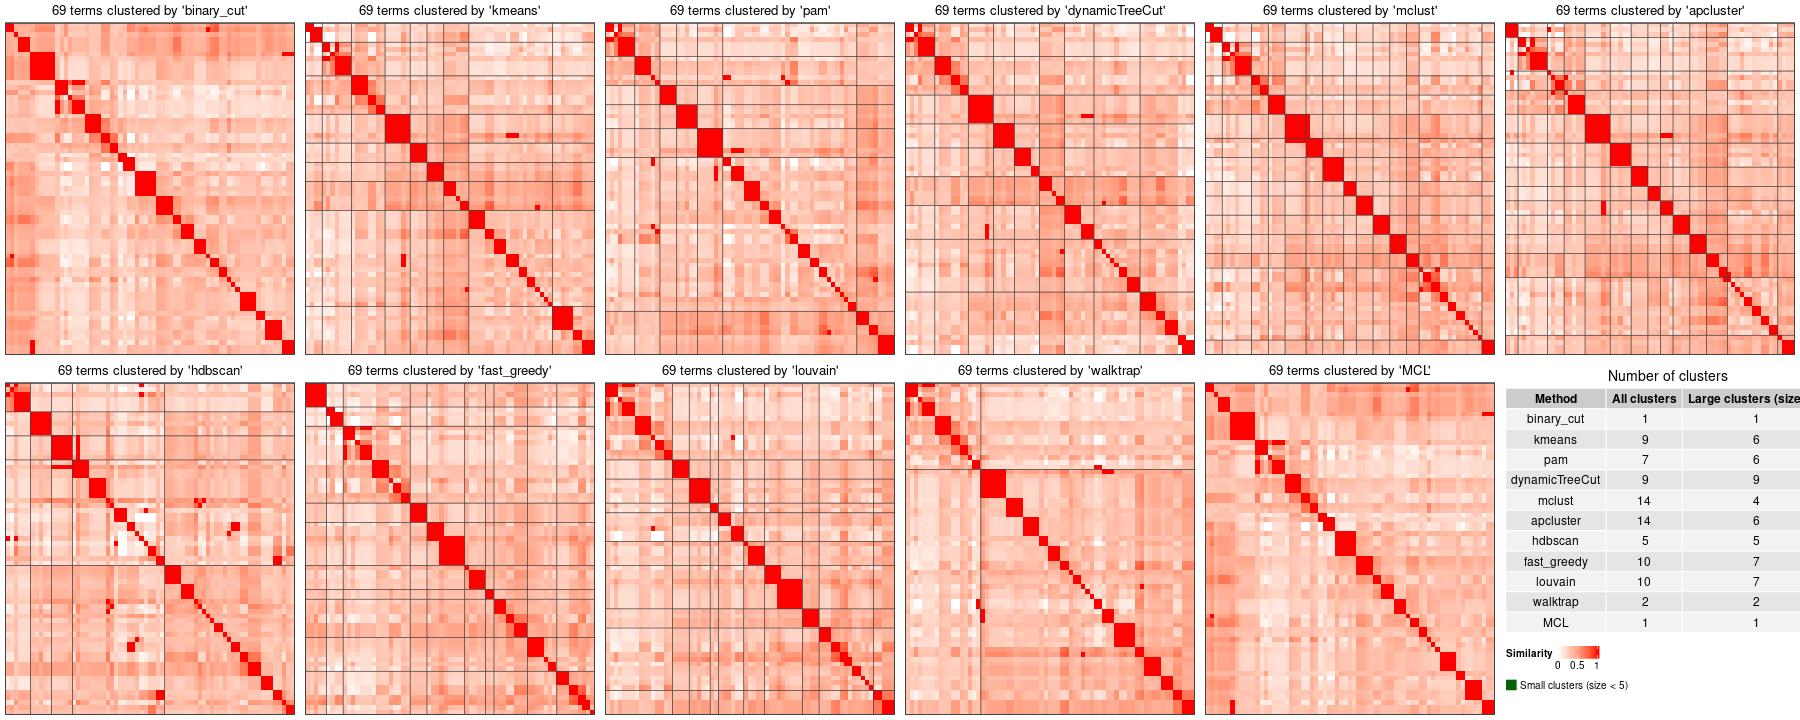 69 terms clustered by 'binary_cut'
69 terms clustered by 'kmeans'
69 terms clustered by 'pam'
69 terms clustered by 'dynamicTreeCut'
69 terms clustered by 'mclust'
69 terms clustered by 'apcluster'
69 terms clustered by 'hdbscan'
69 terms clustered by 'fast_greedy'
69 terms clustered by 'louvain'
69 terms clustered by 'walktrap'
69 terms clustered by 'MCL'
Number of clusters
Method All clusters Large clusters (size
binary_cut 1 1
kmeans 9 6
pam 7 6
dynamicTreeCut 9 9
mclust 14 4
apcluster 14 6
hdbscan 5 5
fast_greedy 10 7
louvain 10 7
walktrap 2 2
MCL 1 1
Similarity
0 0.5 1
Small clusters (size < 5)